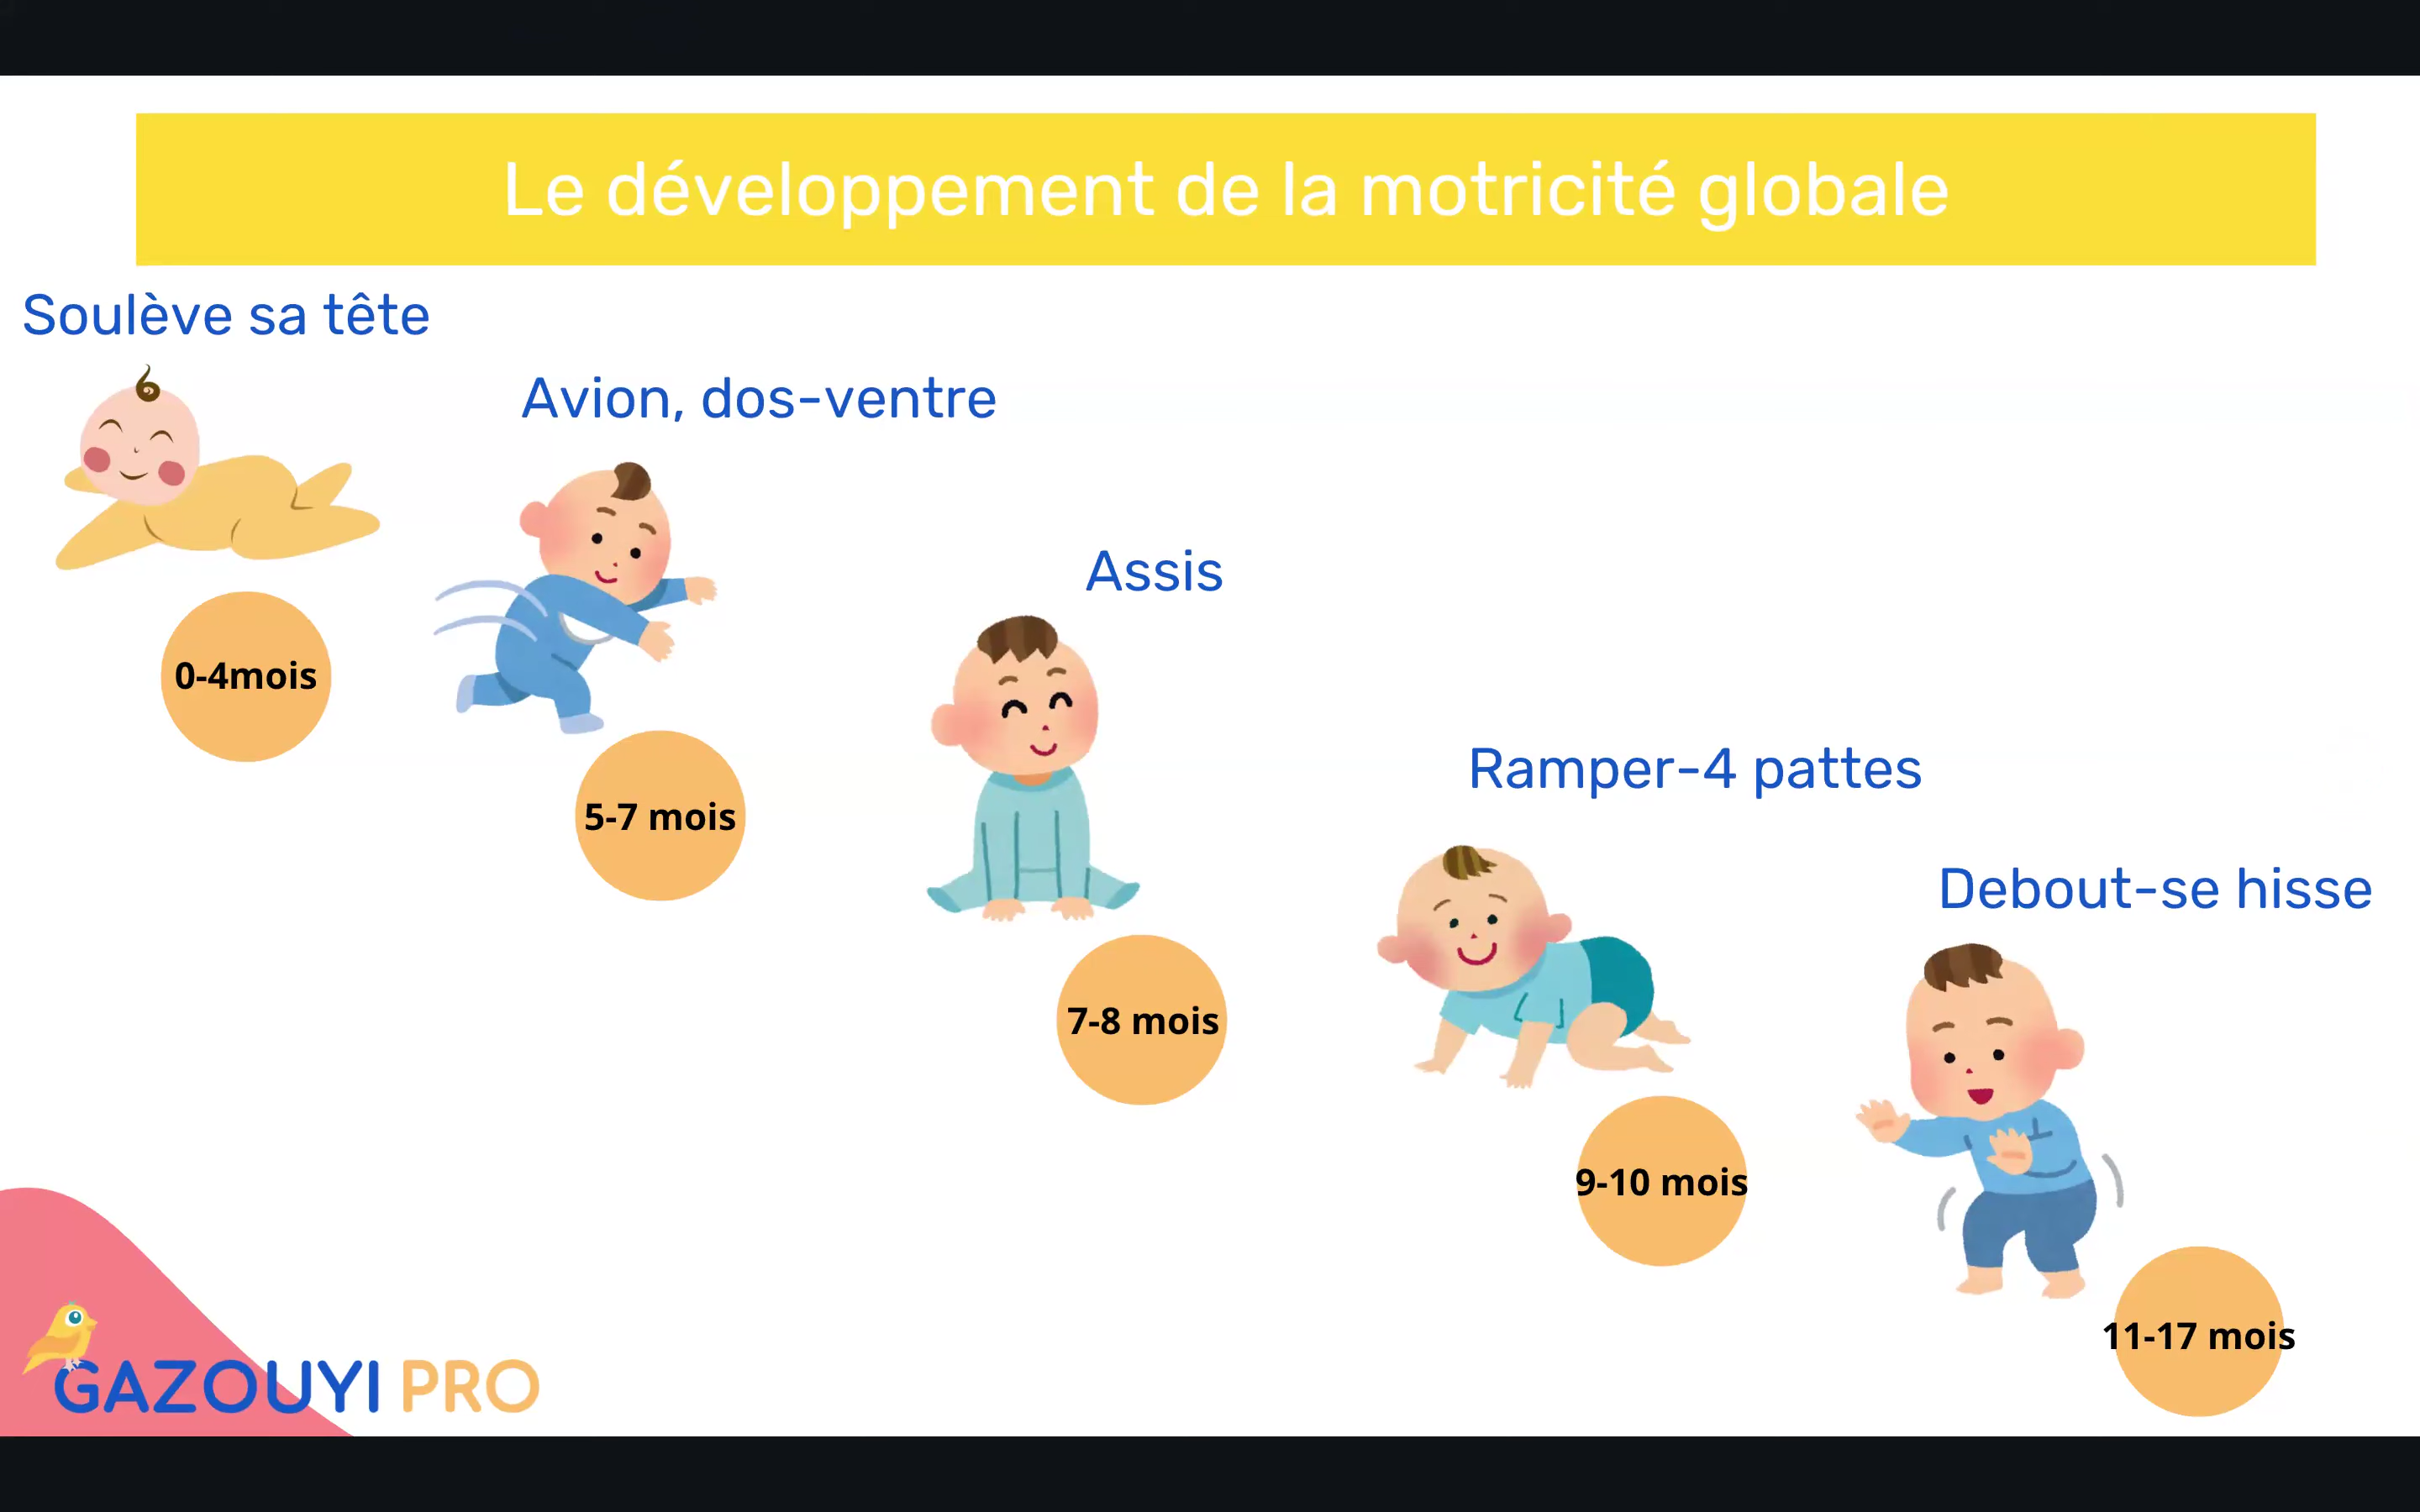 Le développement de la motricité globale
Soulève sa tête
0-4mois
Avion, dos-ventre
5-7 mois
Assis
7-8 mois
Ramper-4 pattes
9-10 mois
Debout-se hisse
11-17 mois
GAZOUYI PRO